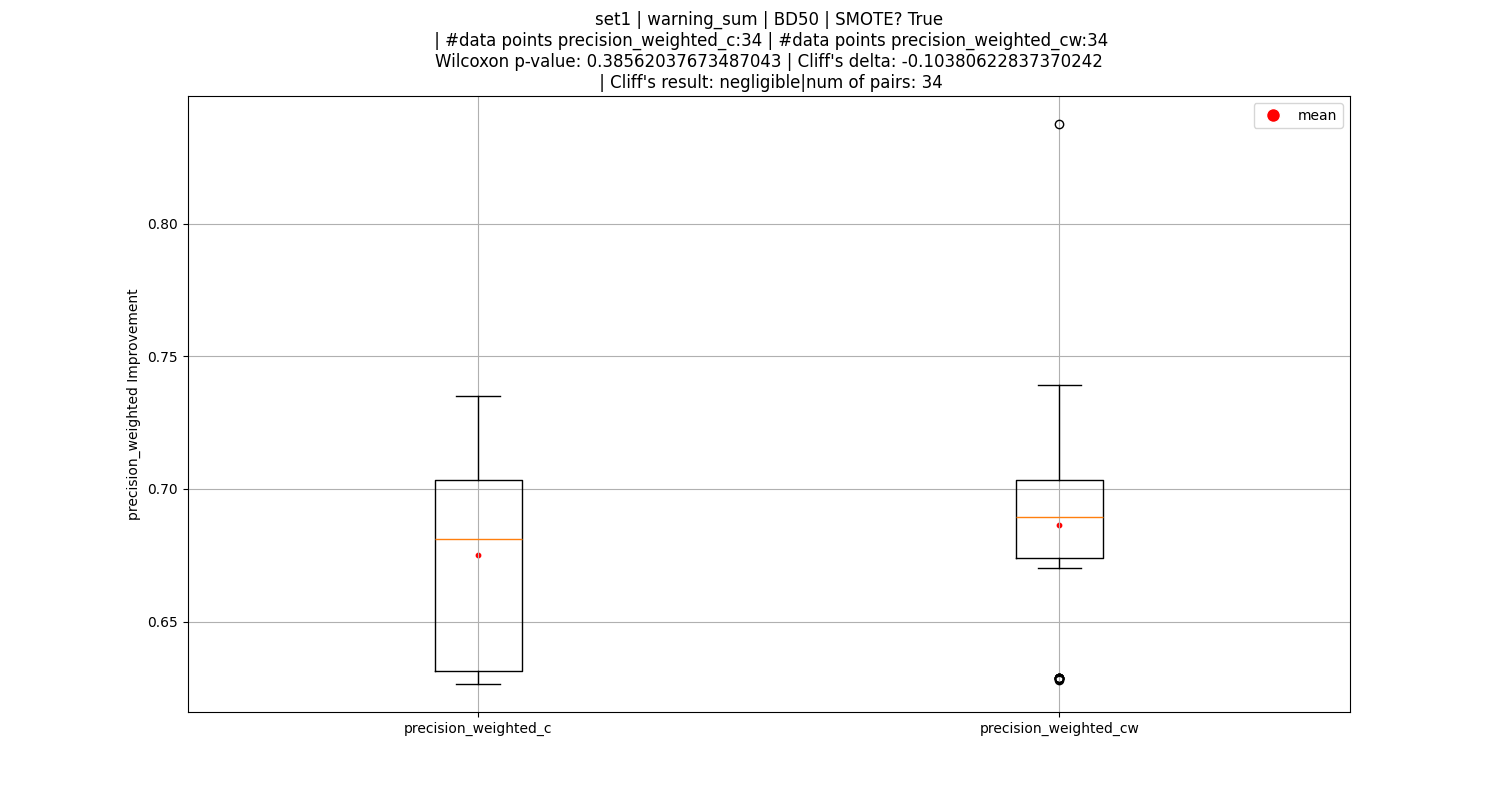 set1 | warning_sum | BD50 | SMOTE? True
| #data points precision_weighted_c:34 | #data points precision_weighted_cw:34
Wilcoxon p-value: 0.38562037673487043 | Cliff's delta: -0.10380622837370242
| Cliff's result: negligible|num of pairs: 34
mean
0.80
0.75
0.70
0.65
precision_weighted Improvement
precision_weighted_c
precision_weighted_cw